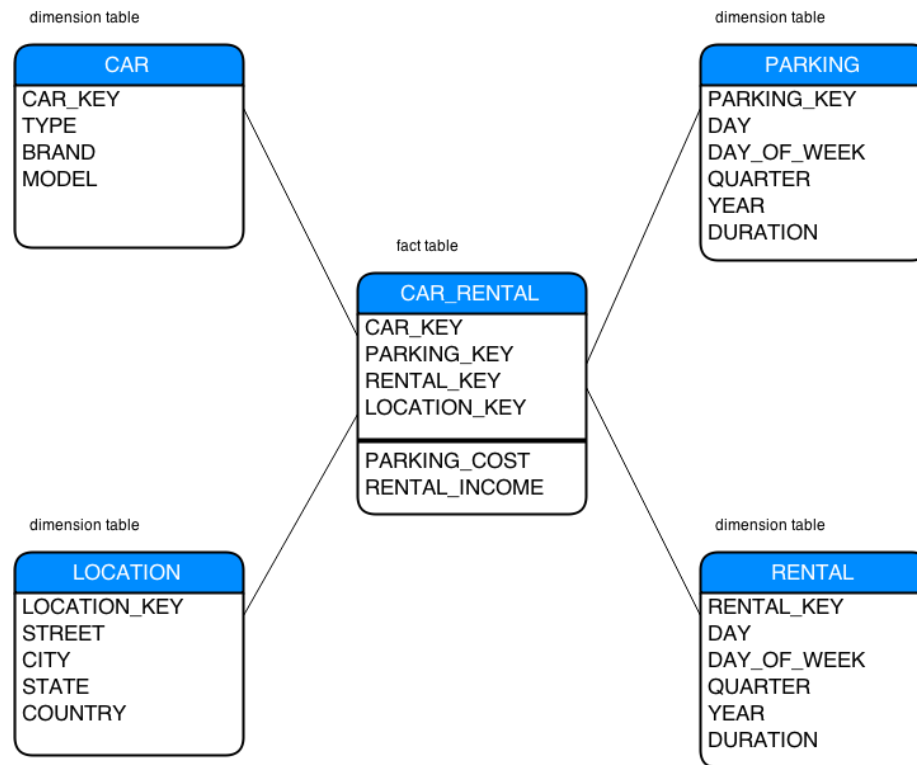 dimension table
CAR
CAR_KEY
TYPE
BRAND
MODEL
dimension table
PARKING
PARKING_KEY
DAY
DAY_OF_WEEK
QUARTER
YEAR
DURATION
fact table
CAR_RENTAL
CAR_KEY
PARKING_KEY
RENTAL_KEY
LOCATION_KEY
PARKING_COST
RENTAL_INCOME
dimension table
LOCATION
LOCATION_KEY
STREET
CITY
STATE
COUNTRY
dimension table
RENTAL
RENTAL_KEY
DAY
DAY_OF_WEEK
QUARTER
YEAR
DURATION